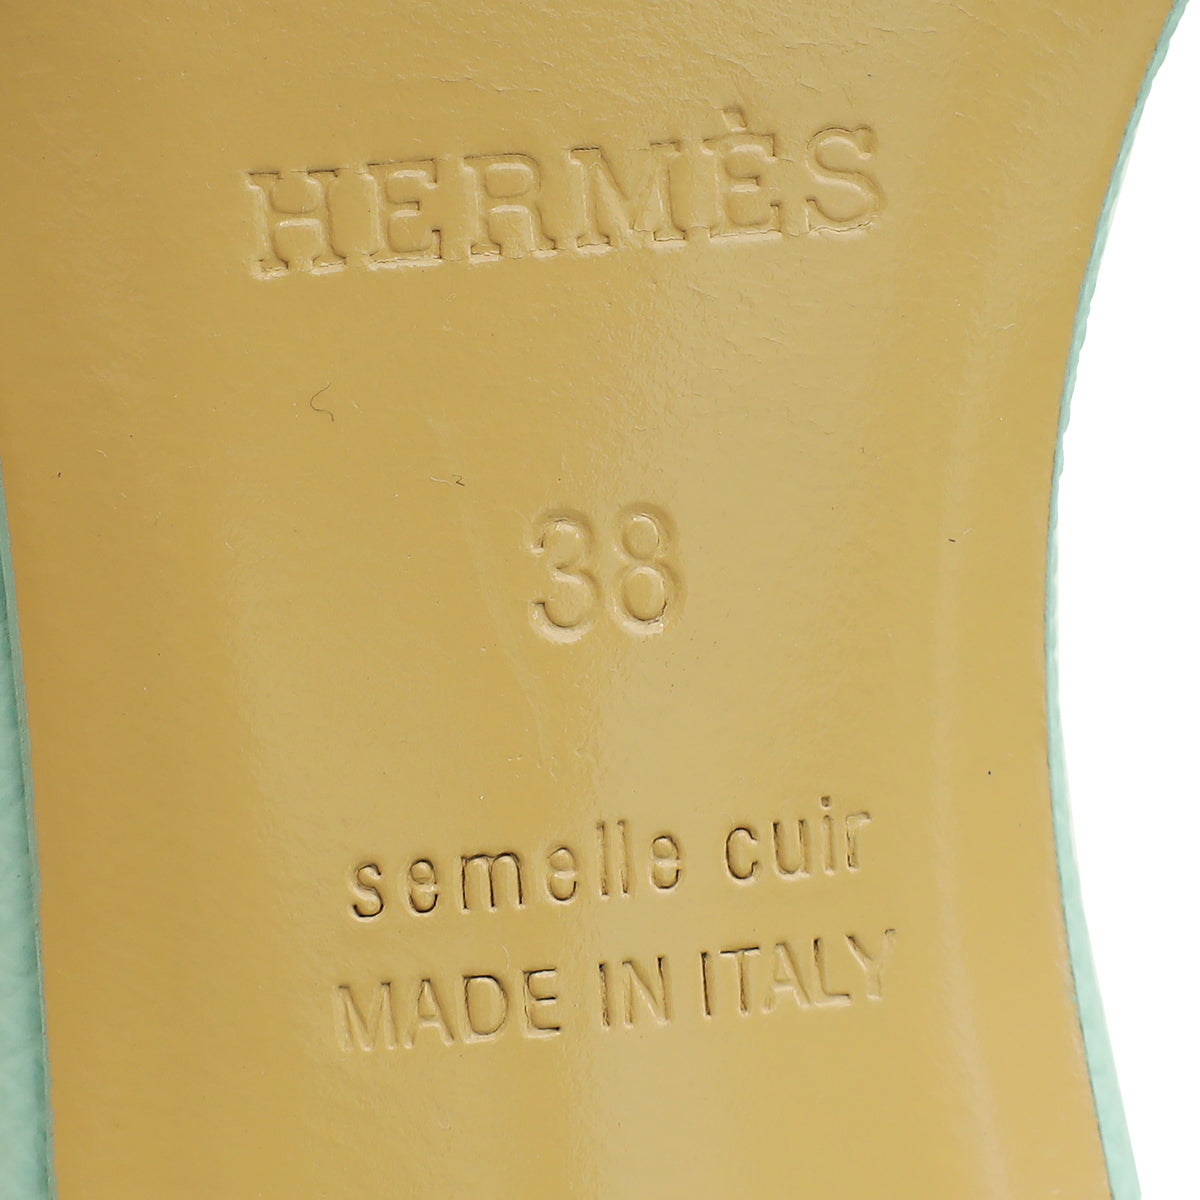 HERMÈS
38
semelle cuir
MADE IN ITALY